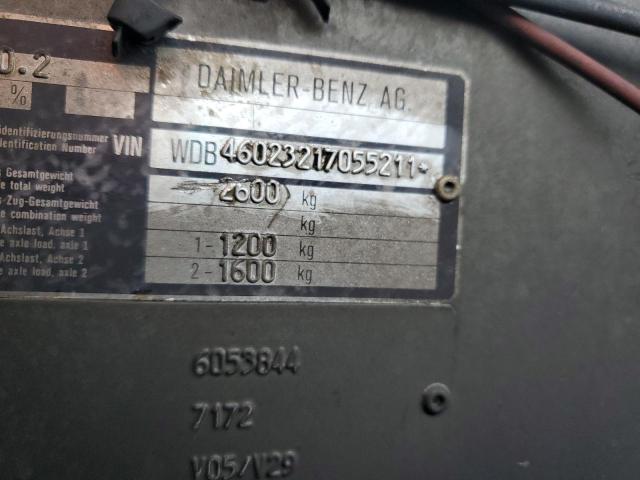 0.2
%
DAIMLER-BENZ AG.
identifizierungsnummer
dentification Number VIN WDB46023217055211*
s Gesamtgewicht
e total weight 2600 kg
s Zug-Gesamtgewicht
e combination weight kg
Achslast, Achse 1
e axle load. axle 1 1-1200 kg
Achslast, Achse 2
e axle load, axle 2 2-1600 kg
6053844
7172
V05/V29